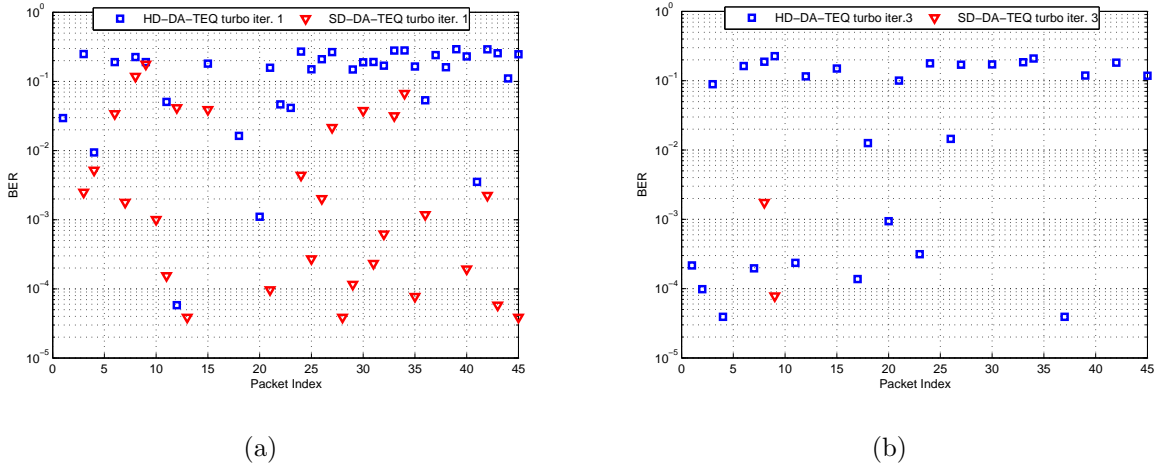 HD−DA−TEQ turbo iter. 1 SD−DA−TEQ turbo iter. 1
10^0
10^−1
10^−2
10^−3
10^−4
10^−5
BER
0 5 10 15 20 25 30 35 40 45
Packet Index
(a)
HD−DA−TEQ turbo iter.3 SD−DA−TEQ turbo iter. 3
10^0
10^−1
10^−2
10^−3
10^−4
10^−5
BER
0 5 10 15 20 25 30 35 40 45
Packet Index
(b)